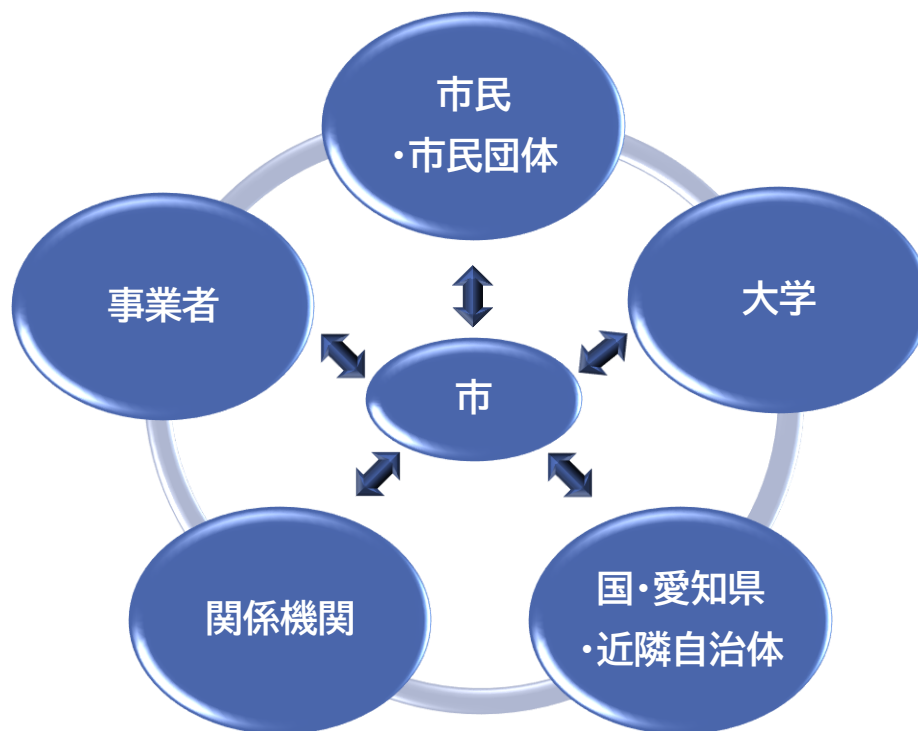 市民
・市民団体
事業者
大学
市
関係機関
国・愛知県
・近隣自治体